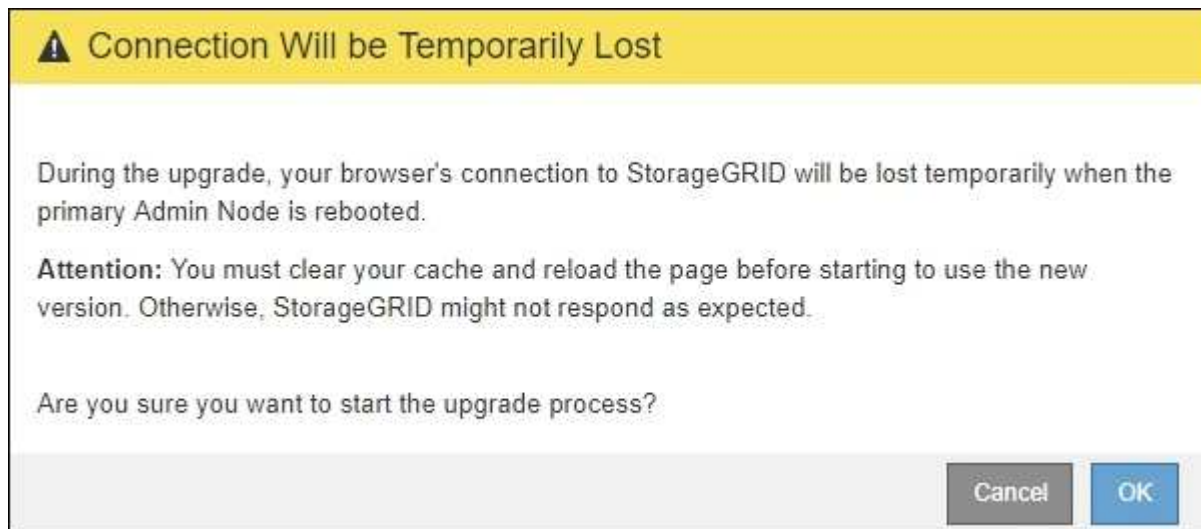 Connection Will be Temporarily Lost
During the upgrade, your browser's connection to StorageGRID will be lost temporarily when the
primary Admin Node is rebooted.
Attention: You must clear your cache and reload the page before starting to use the new
version. Otherwise, StorageGRID might not respond as expected.
Are you sure you want to start the upgrade process?
Cancel
OK